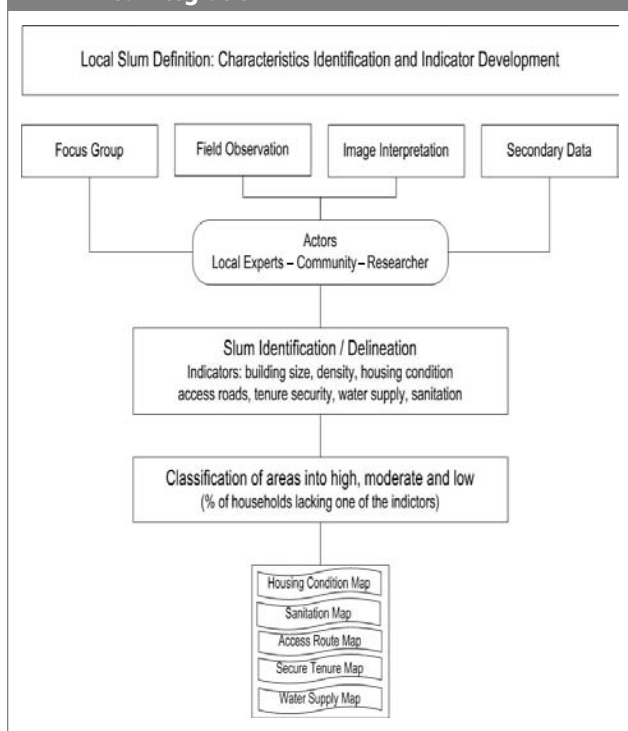 Local Slum Definition: Characteristics Identification and Indicator Development
Focus Group
Field Observation
Image Interpretation
Secondary Data
Actors
Local Experts – Community – Researcher
Slum Identification / Delineation
Indicators: building size, density, housing condition
access roads, tenure security, water supply, sanitation
Classification of areas into high, moderate and low
(% of households lacking one of the indictors)
Housing Condition Map
Sanitation Map
Access Route Map
Secure Tenure Map
Water Supply Map